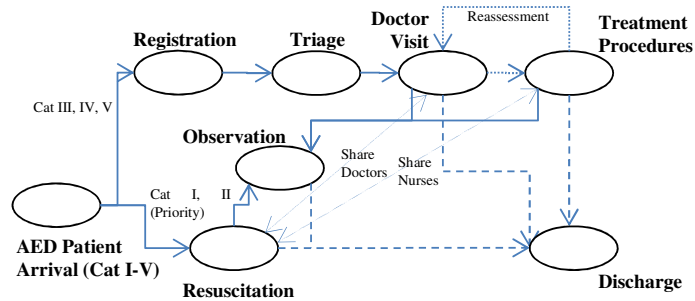 Doctor
Visit
Reassessment
Treatment
Procedures
Registration
Triage
Cat III, IV, V
Observation
Share
Doctors
Share
Nurses
Cat I, II
(Priority)
AED Patient
Arrival (Cat I-V)
Resuscitation
Discharge